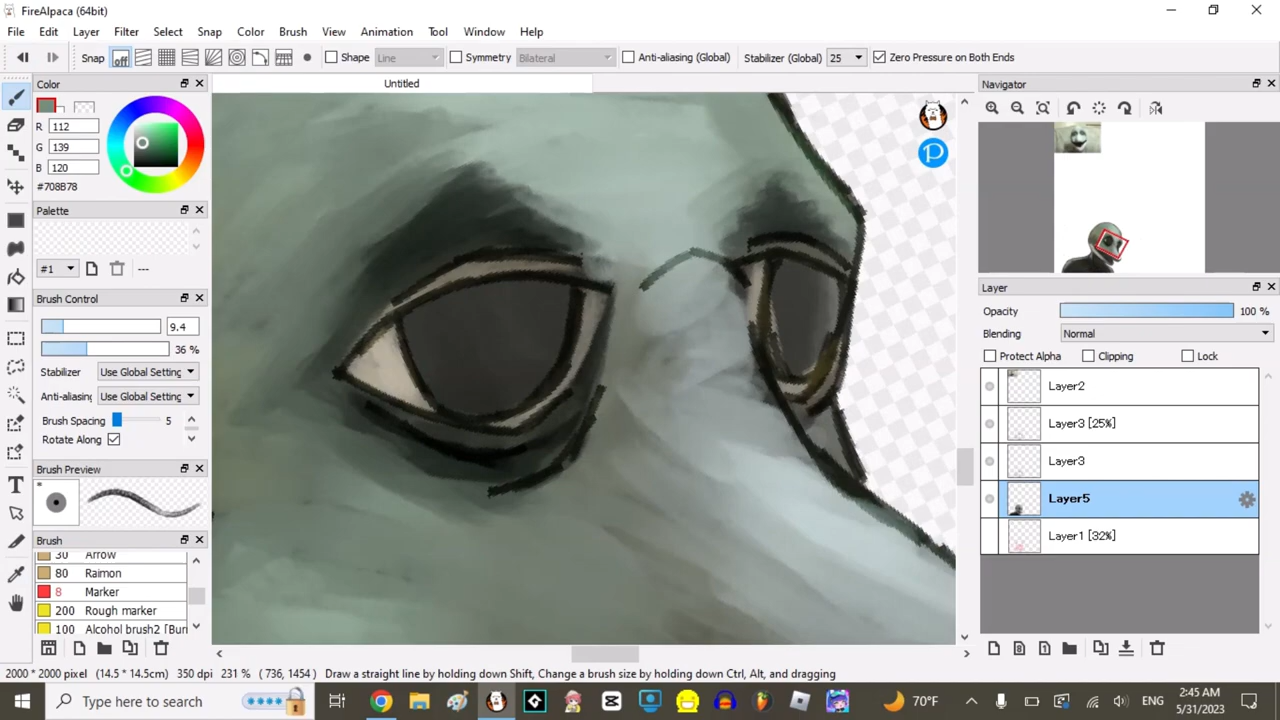 FireAlpaca (64bit)
File Edit Layer Filter Select Snap Color Brush View Animation Tool Window Help
Snap off Shape Line Symmetry Bilateral Anti-aliasing (Global) Stabilizer (Global) 25 Zero Pressure on Both Ends
Color
R 112
G 139
B 120
#708B78
Palette
#1 ---
Brush Control
9.4
36 %
Stabilizer Use Global Setting
Anti-aliasing Use Global Setting
Brush Spacing 5
Rotate Along
Brush Preview
Brush
30 Arrow
80 Raimon
8 Marker
200 Rough marker
100 Alcohol brush2 [Bur
Untitled
Navigator
Layer
Opacity 100 %
Blending Normal
Protect Alpha Clipping Lock
Layer2
Layer3 [25%]
Layer3
Layer5
Layer1 [32%]
2000 * 2000 pixel (14.5 * 14.5cm) 350 dpi 231 % (736, 1454) Draw a straight line by holding down Shift, Change a brush size by holding down Ctrl, Alt, and dragging
Type here to search
70°F
ENG
2:45 AM
5/31/2023